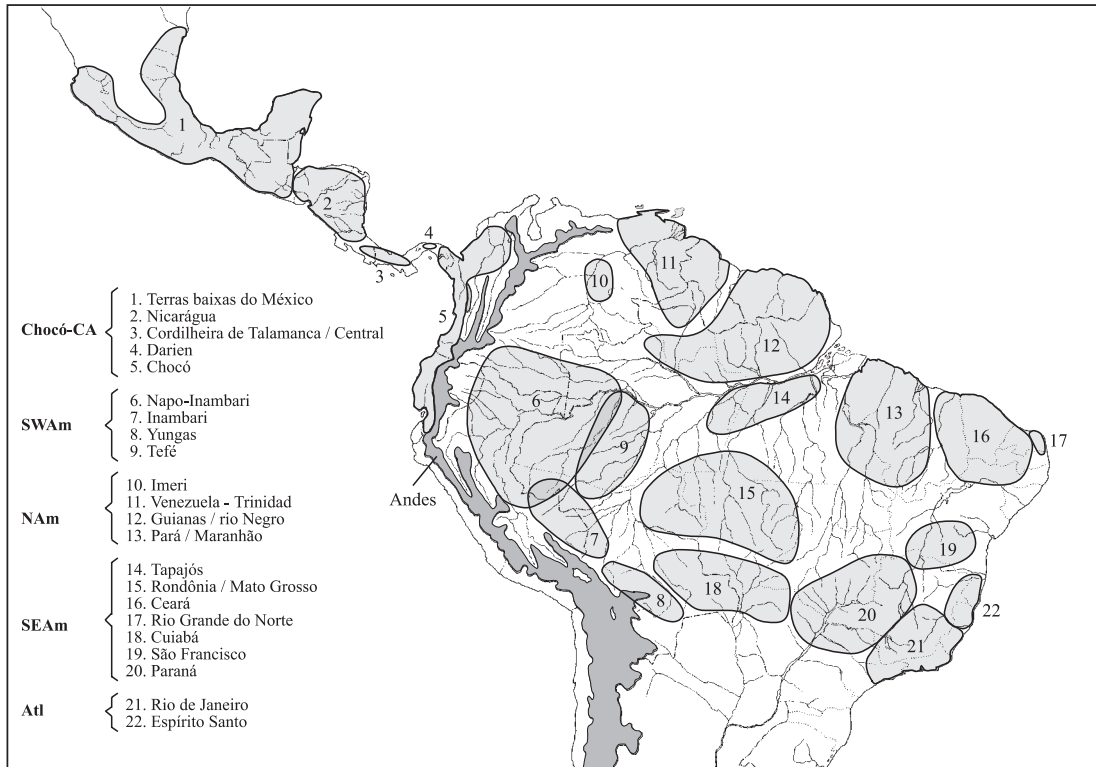 1
2
3
4
5
6
7
8
9
10
11
12
13
14
15
16
17
18
19
20
21
22
Andes
Chocó-CA
1. Terras baixas do México
2. Nicarágua
3. Cordilheira de Talamanca / Central
4. Darien
5. Chocó
SWAm
6. Napo-Inambari
7. Inambari
8. Yungas
9. Tefé
NAm
10. Imeri
11. Venezuela - Trinidad
12. Guianas / rio Negro
13. Pará / Maranhão
SEAm
14. Tapajós
15. Rondônia / Mato Grosso
16. Ceará
17. Rio Grande do Norte
18. Cuiabá
19. São Francisco
20. Paraná
Atl
21. Rio de Janeiro
22. Espírito Santo